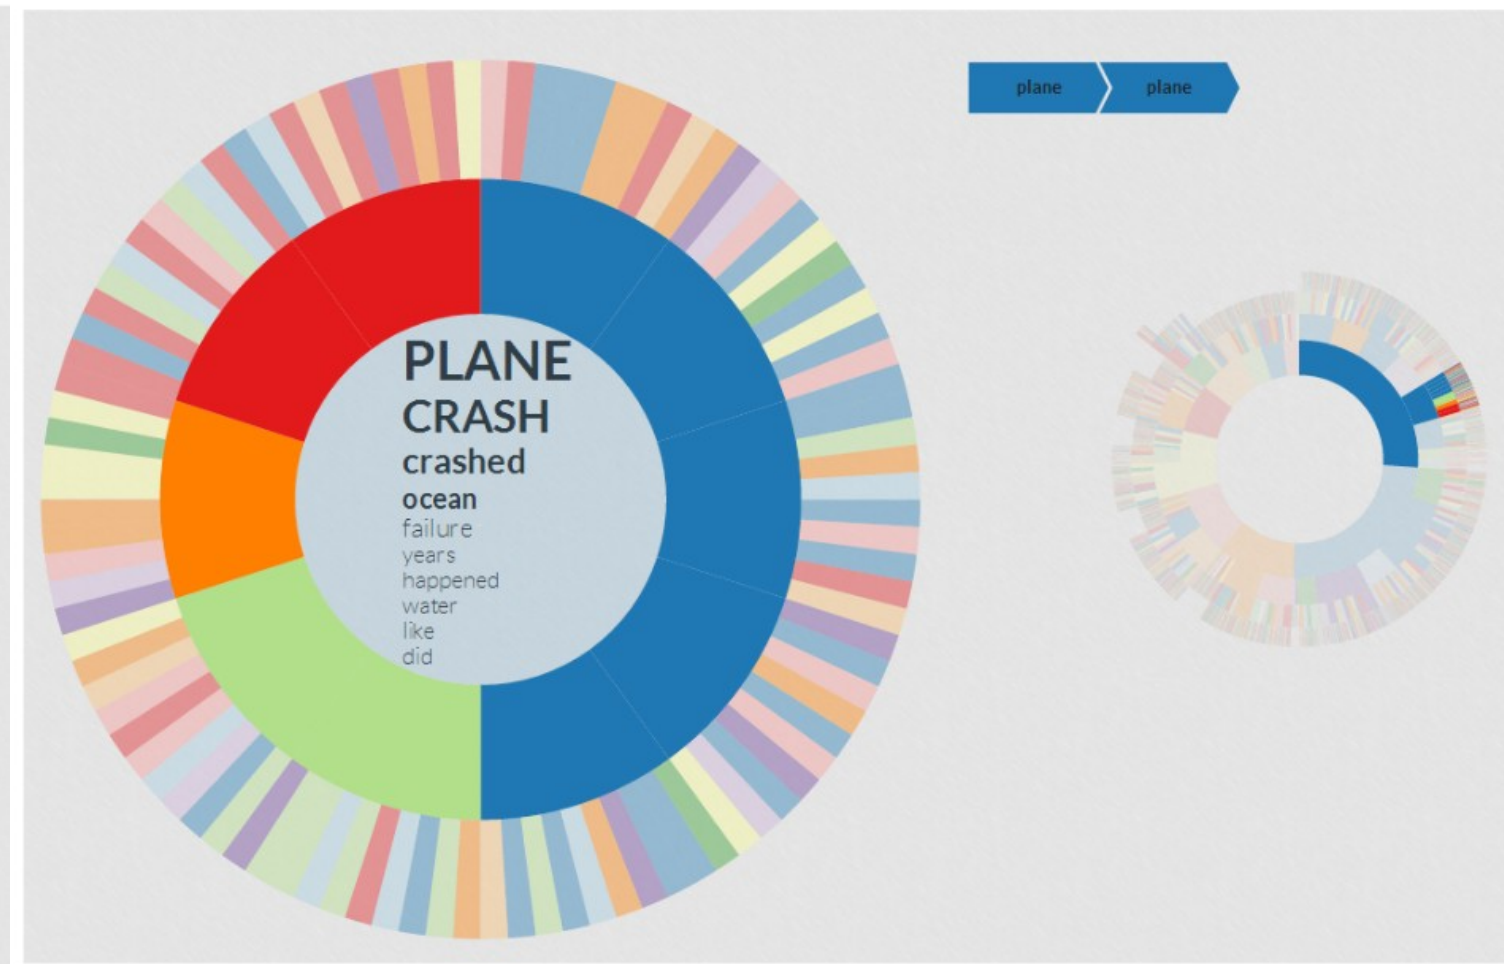 plane
plane
PLANE
CRASH
crashed
ocean
failure
years
happened
water
like
did